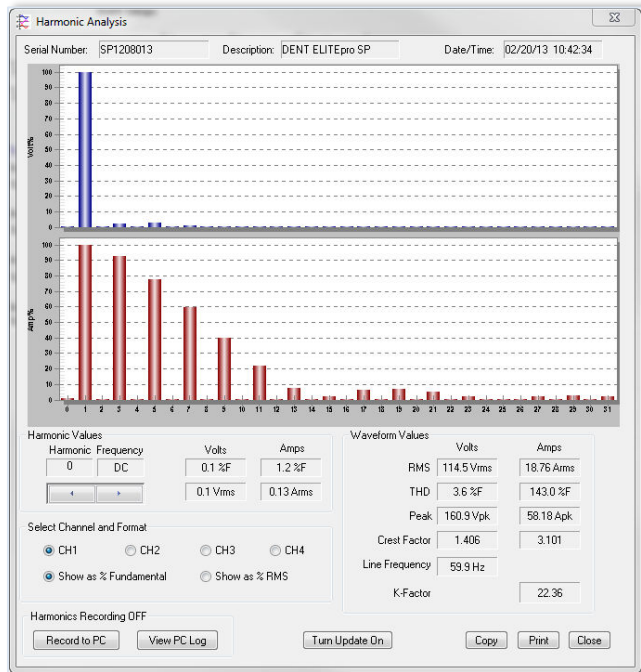 Harmonic Analysis
Serial Number: SP1208013 Description: DENT ELITEpro SP Date/Time: 02/20/13 10:42:34
Volt%
100
90
80
70
60
50
40
30
20
10
0
Amp%
100
90
80
70
60
50
40
30
20
10
0
0 1 2 3 4 5 6 7 8 9 10 11 12 13 14 15 16 17 18 19 20 21 22 23 24 25 26 27 28 29 30 31
Harmonic Values
Harmonic Frequency Volts Amps
0 DC 0.1 %F 1.2 %F
0.1 Vrms 0.13 Arms
Select Channel and Format
CH1 CH2 CH3 CH4
Show as % Fundamental Show as % RMS
Waveform Values
Volts Amps
RMS 114.5 Vrms 18.76 Arms
THD 3.6 %F 143.0 %F
Peak 160.9 Vpk 58.18 Apk
Crest Factor 1.406 3.101
Line Frequency 59.9 Hz
K-Factor 22.36
Harmonics Recording OFF
Record to PC View PC Log Turn Update On Copy Print Close